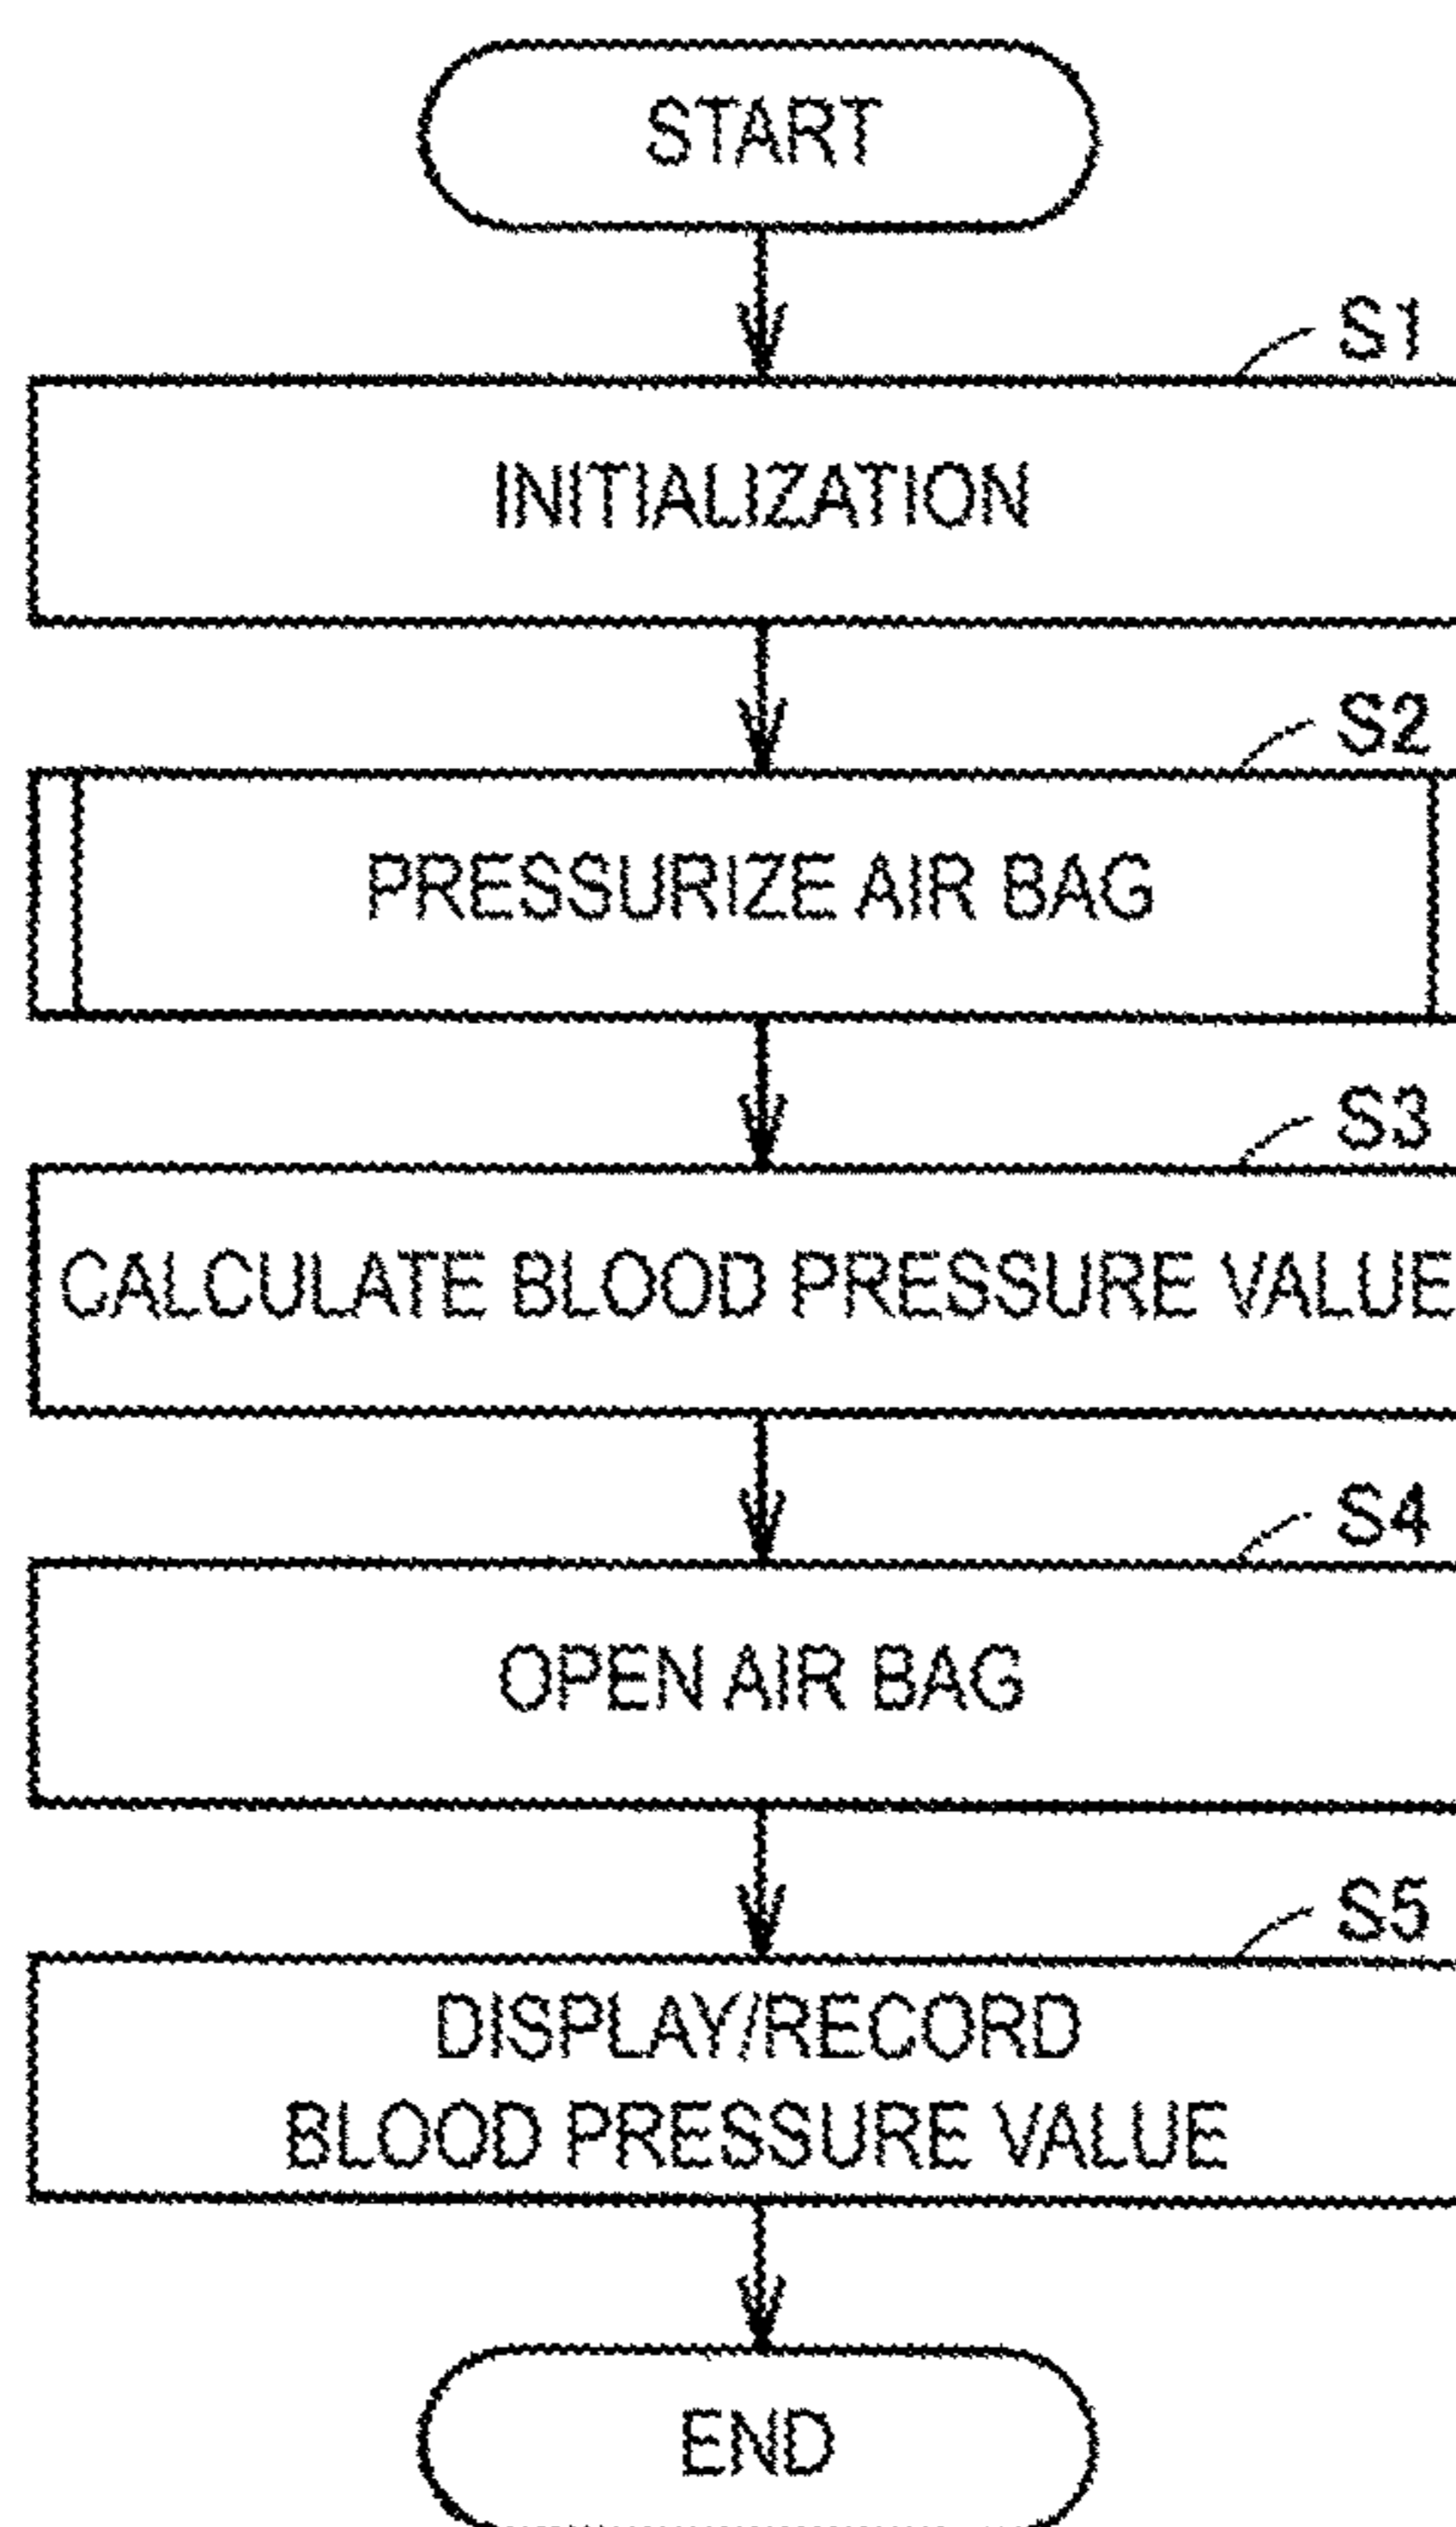 START
S1
INITIALIZATION
S2
PRESSURIZE AIR BAG
S3
CALCULATE BLOOD PRESSURE VALUE
S4
OPEN AIR BAG
S5
DISPLAY/RECORD
BLOOD PRESSURE VALUE
END